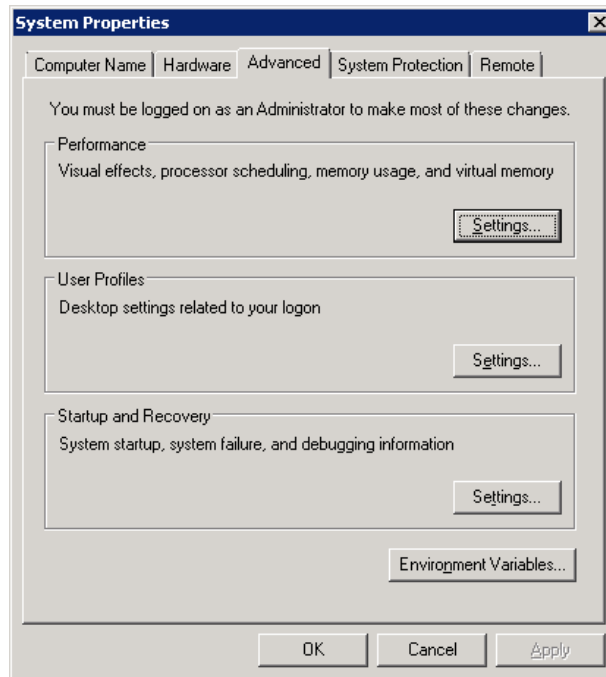 System Properties
Computer Name Hardware Advanced System Protection Remote
You must be logged on as an Administrator to make most of these changes.
Performance
Visual effects, processor scheduling, memory usage, and virtual memory
Settings...
User Profiles
Desktop settings related to your logon
Settings...
Startup and Recovery
System startup, system failure, and debugging information
Settings...
Environment Variables...
OK Cancel Apply